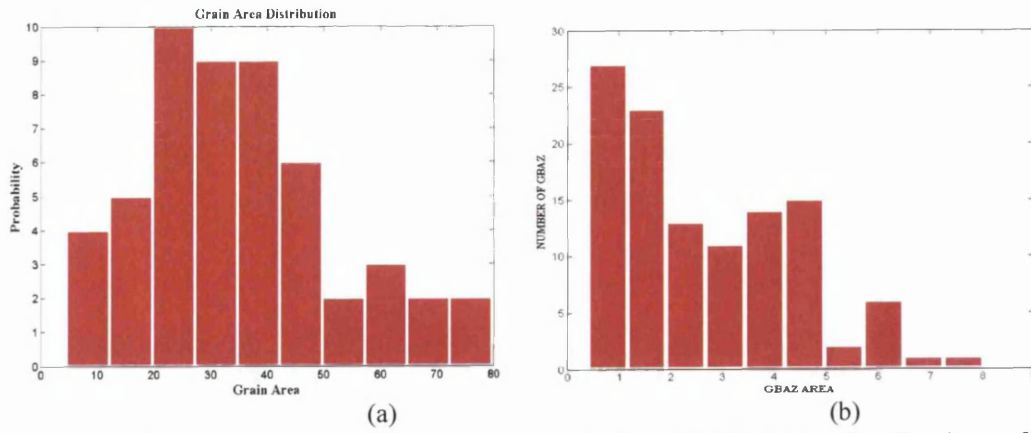 Grain Area Distribution
10
9
8
7
6
5
4
3
2
1
0
Probability
0 10 20 30 40 50 60 70 80
Grain Area
(a)
30
25
20
15
10
5
0
NUMBER OF GBAZ
0 1 2 3 4 5 6 7 8
GBAZ AREA
(b)